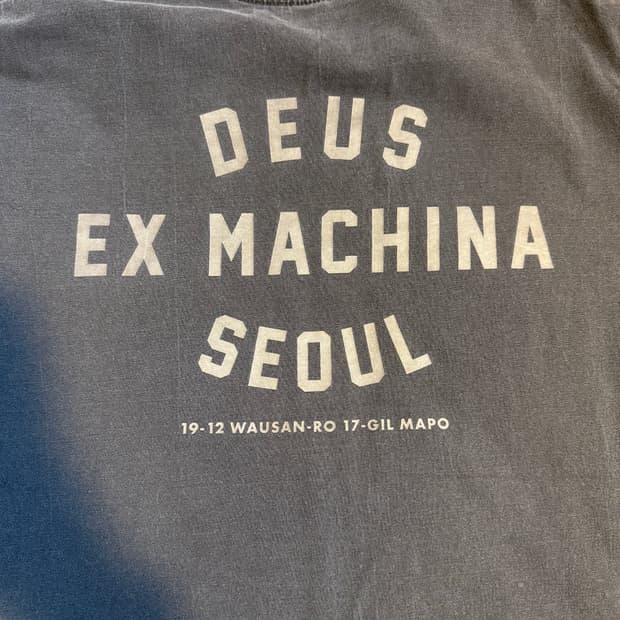 DEUS
EX MACHINA
SEOUL
19-12 WAUSAN-RO 17-GIL MAPO